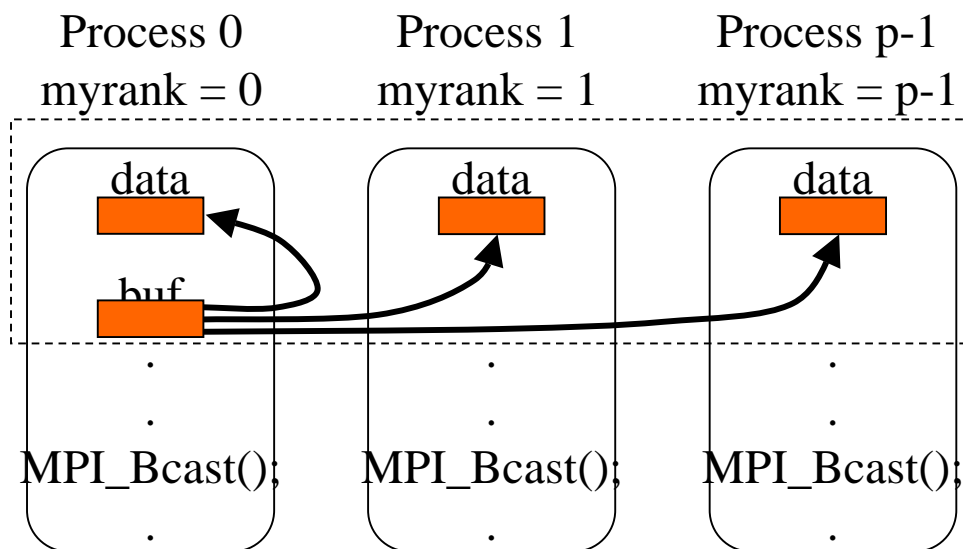 Process 0 Process 1 Process p-1
myrank = 0 myrank = 1 myrank = p-1
data data data
buf
. . .
. . .
MPI_Bcast(); MPI_Bcast(); MPI_Bcast();
. . .